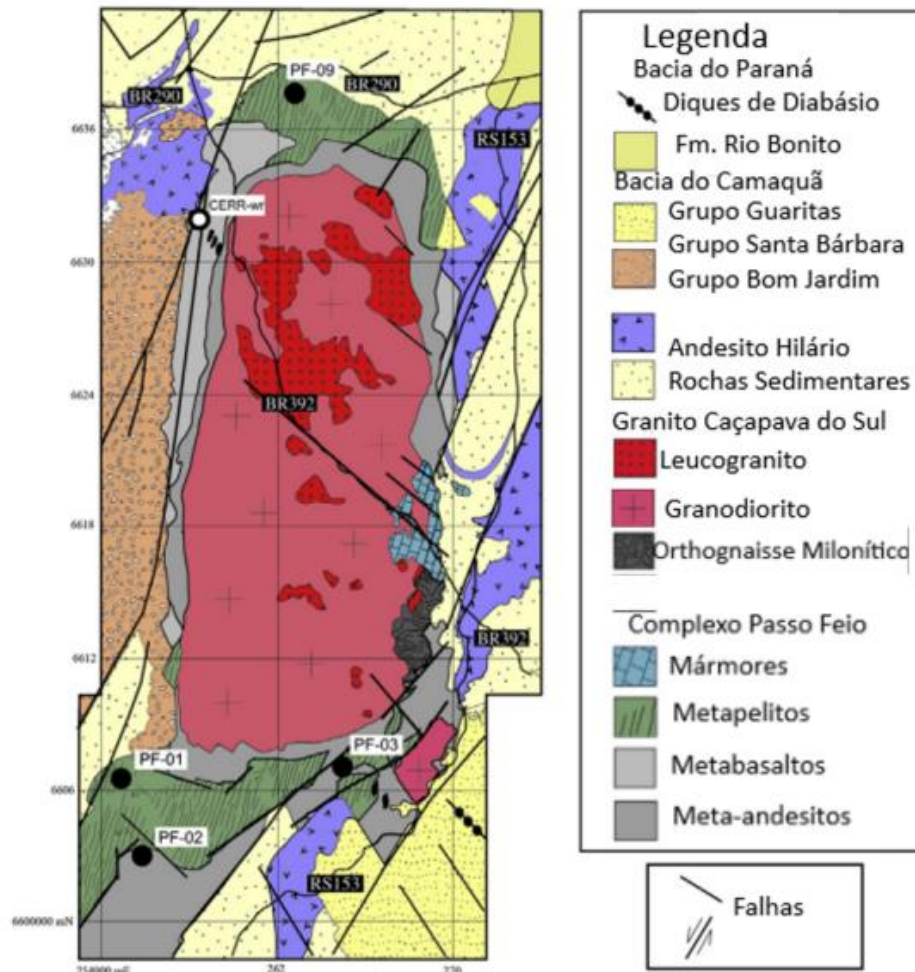 PF-09
BR290
BR290
6636
RS153
CERR-wr
6630
6624
BR392
6618
BR392
6612
PF-01
PF-03
6606
PF-02
RS153
6600000 mN
262
270
Legenda
Bacia do Paraná
Diques de Diabásio
Fm. Rio Bonito
Bacia do Camaquã
Grupo Guaritas
Grupo Santa Bárbara
Grupo Bom Jardim
Andesito Hilário
Rochas Sedimentares
Granito Caçapava do Sul
Leucogranito
Granodiorito
Orthognaisse Milonítico
Complexo Passo Feio
Mármores
Metapelitos
Metabasaltos
Meta-andesitos
Falhas